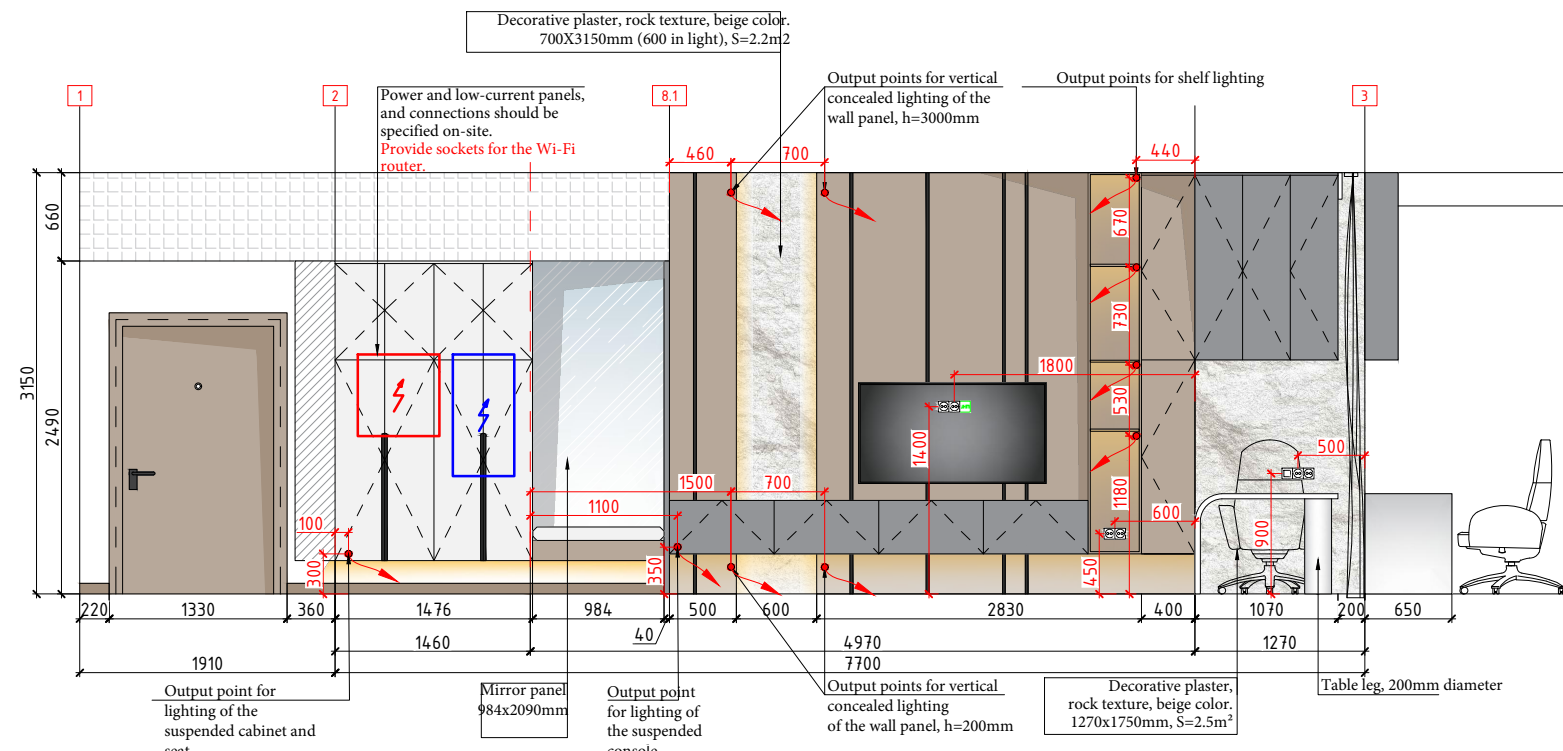 Decorative plaster, rock texture, beige color.
700X3150mm (600 in light), S=2.2m2
Output points for vertical
concealed lighting of the
wall panel, h=3000mm
Output points for shelf lighting
1
2
Power and low-current panels,
and connections should be
specified on-site.
Provide sockets for the Wi-Fi
router.
8.1
3
460
700
440
660
670
730
3150
2490
1800
530
1400
500
1500
700
1180
1100
600
900
100
300
350
450
220
1330
360
1476
984
40
500
600
2830
400
1070
200
650
1460
4970
1270
1910
7700
Output point for
lighting of the
suspended cabinet and
seat
Mirror panel
984x2090mm
Output point
for lighting of
the suspended
console
Output points for vertical
concealed lighting
of the wall panel, h=200mm
Decorative plaster,
rock texture, beige color.
1270x1750mm, S=2.5m²
Table leg, 200mm diameter